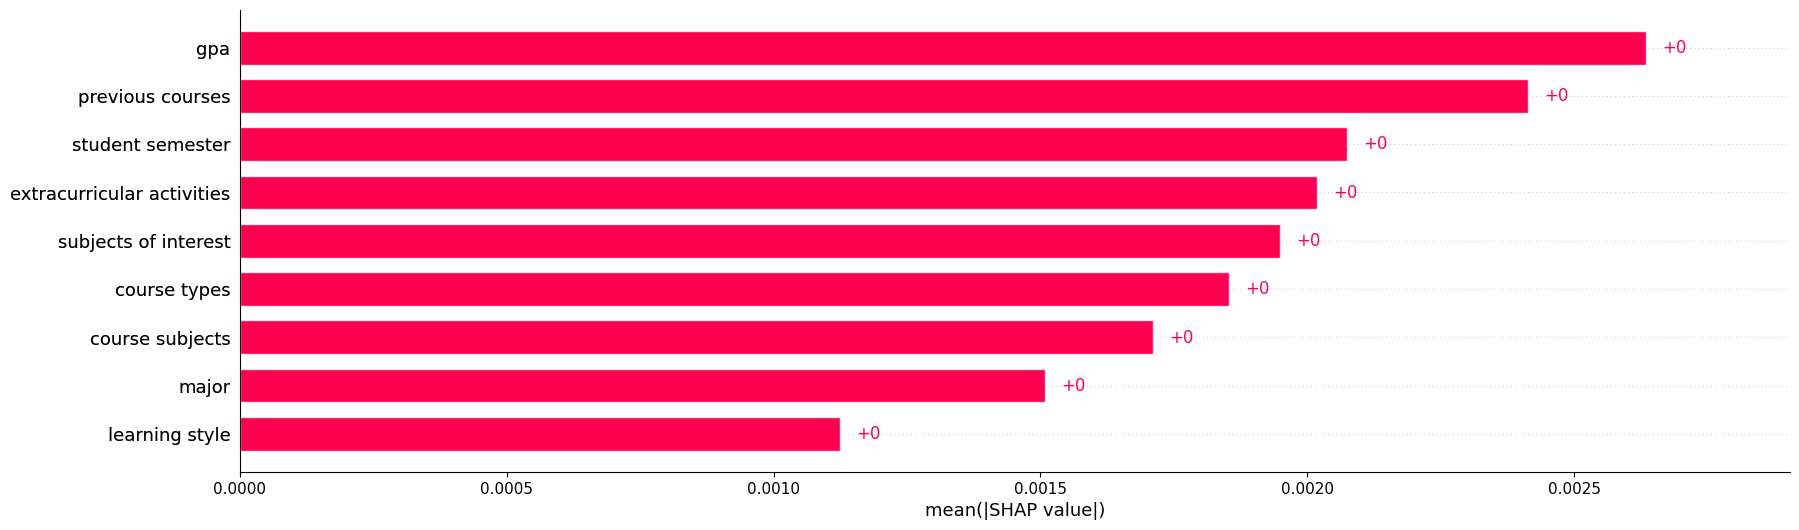 gpa +0
previous courses +0
student semester +0
extracurricular activities +0
subjects of interest +0
course types +0
course subjects +0
major +0
learning style +0
0.0000 0.0005 0.0010 0.0015 0.0020 0.0025
mean(|SHAP value|)